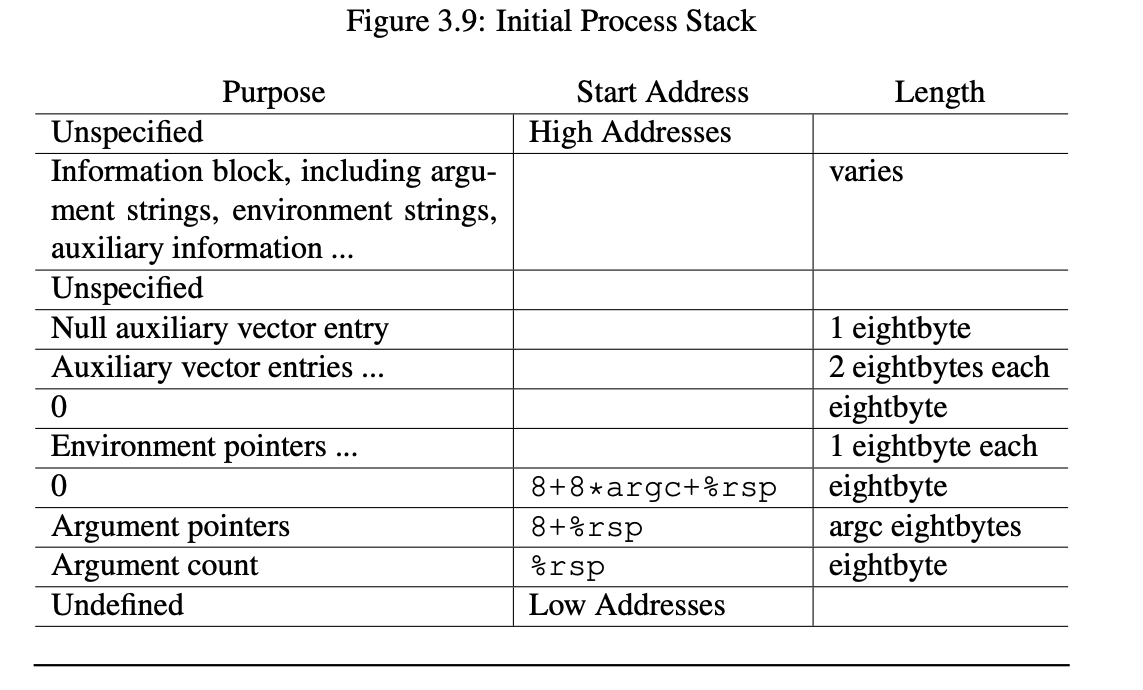 Figure 3.9: Initial Process Stack
Purpose Start Address Length
Unspecified High Addresses
Information block, including argu- varies
ment strings, environment strings,
auxiliary information ...
Unspecified
Null auxiliary vector entry 1 eightbyte
Auxiliary vector entries ... 2 eightbytes each
0 eightbyte
Environment pointers ... 1 eightbyte each
0 8+8*argc+%rsp eightbyte
Argument pointers 8+%rsp argc eightbytes
Argument count %rsp eightbyte
Undefined Low Addresses